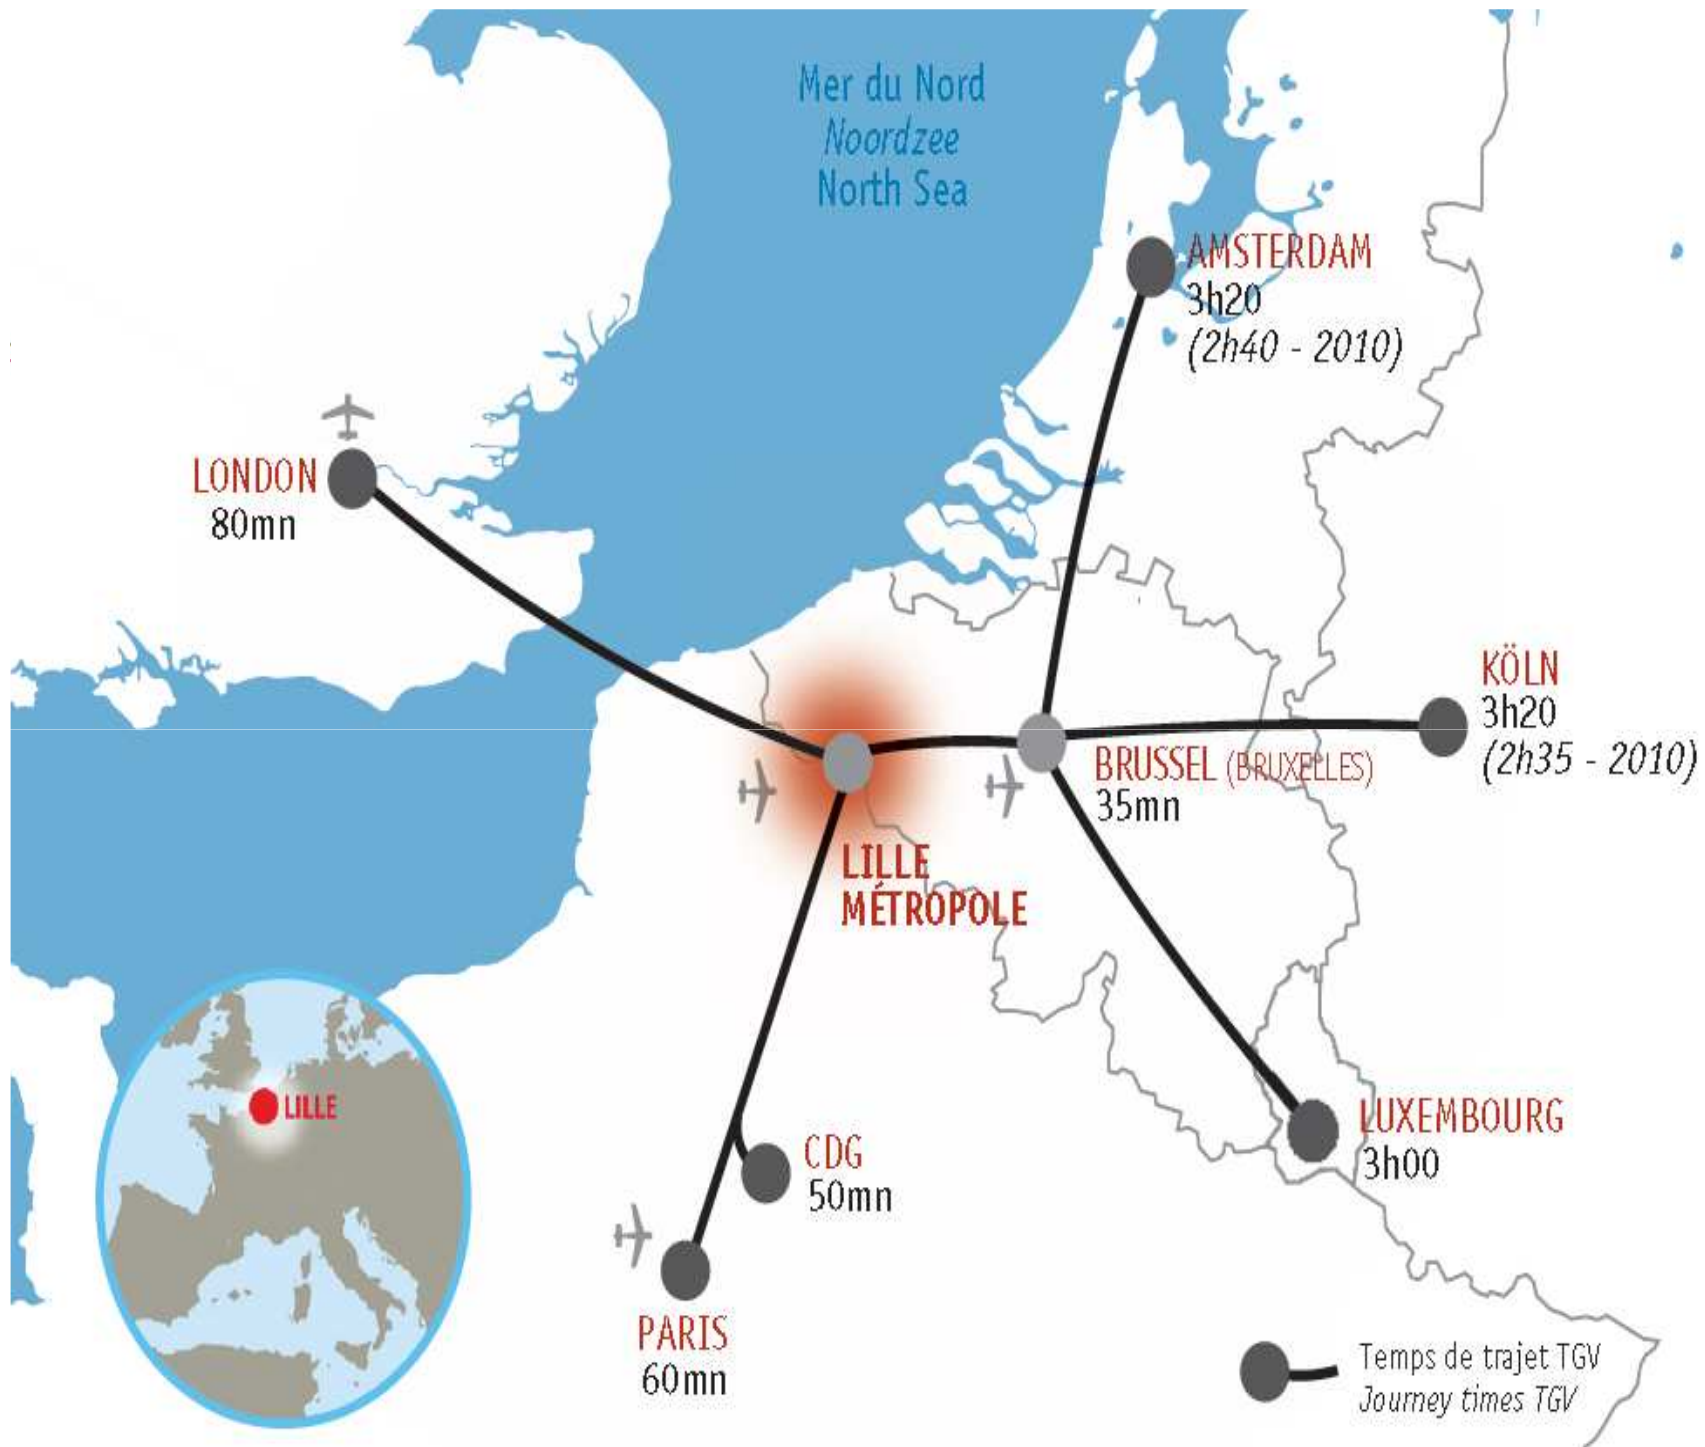 Mer du Nord
Noordzee
North Sea
AMSTERDAM
3h20
(2h40 - 2010)
LONDON
80mn
KÖLN
3h20
(2h35 - 2010)
BRUSSEL (BRUXELLES)
35mn
LILLE
MÉTROPOLE
LILLE
CDG
50mn
LUXEMBOURG
3h00
PARIS
60mn
Temps de trajet TGV
Journey times TGV